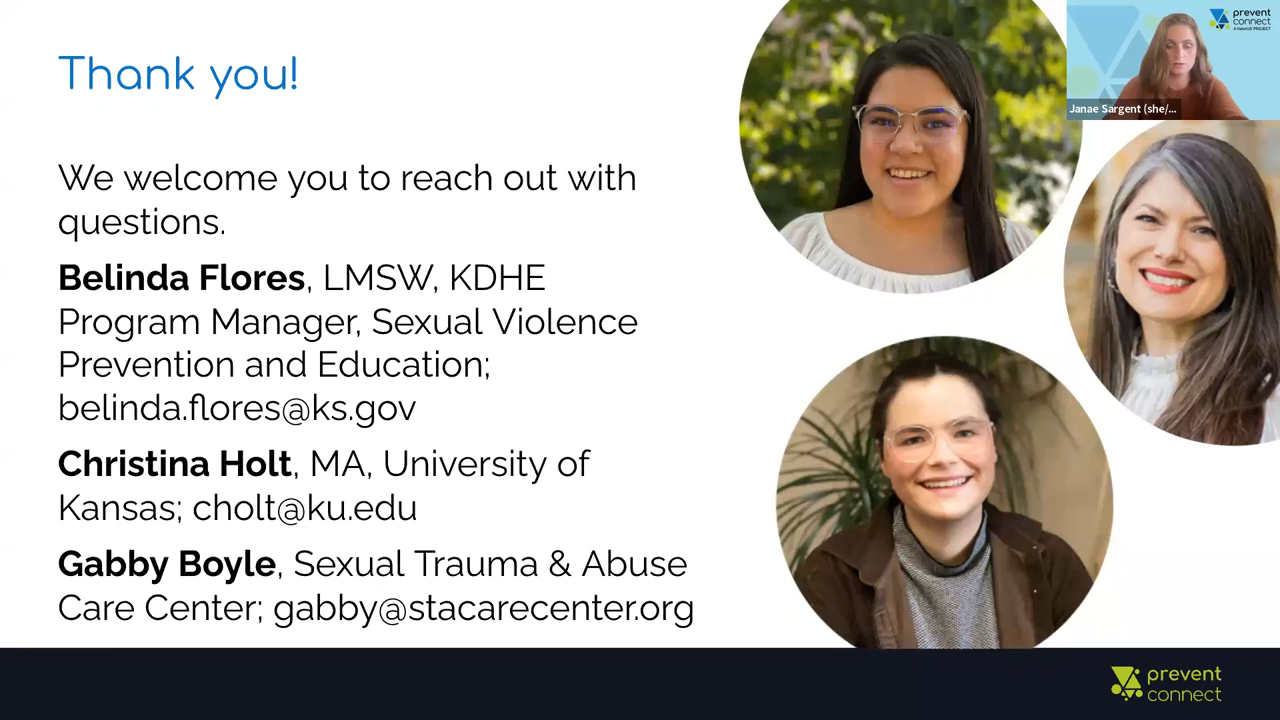 Thank you!
We welcome you to reach out with
questions.
Belinda Flores, LMSW, KDHE
Program Manager, Sexual Violence
Prevention and Education;
belinda.flores@ks.gov
Christina Holt, MA, University of
Kansas; cholt@ku.edu
Gabby Boyle, Sexual Trauma & Abuse
Care Center; gabby@stacarecenter.org
prevent
connect
A ValorUS PROJECT
Janae Sargent (she/...
prevent
connect